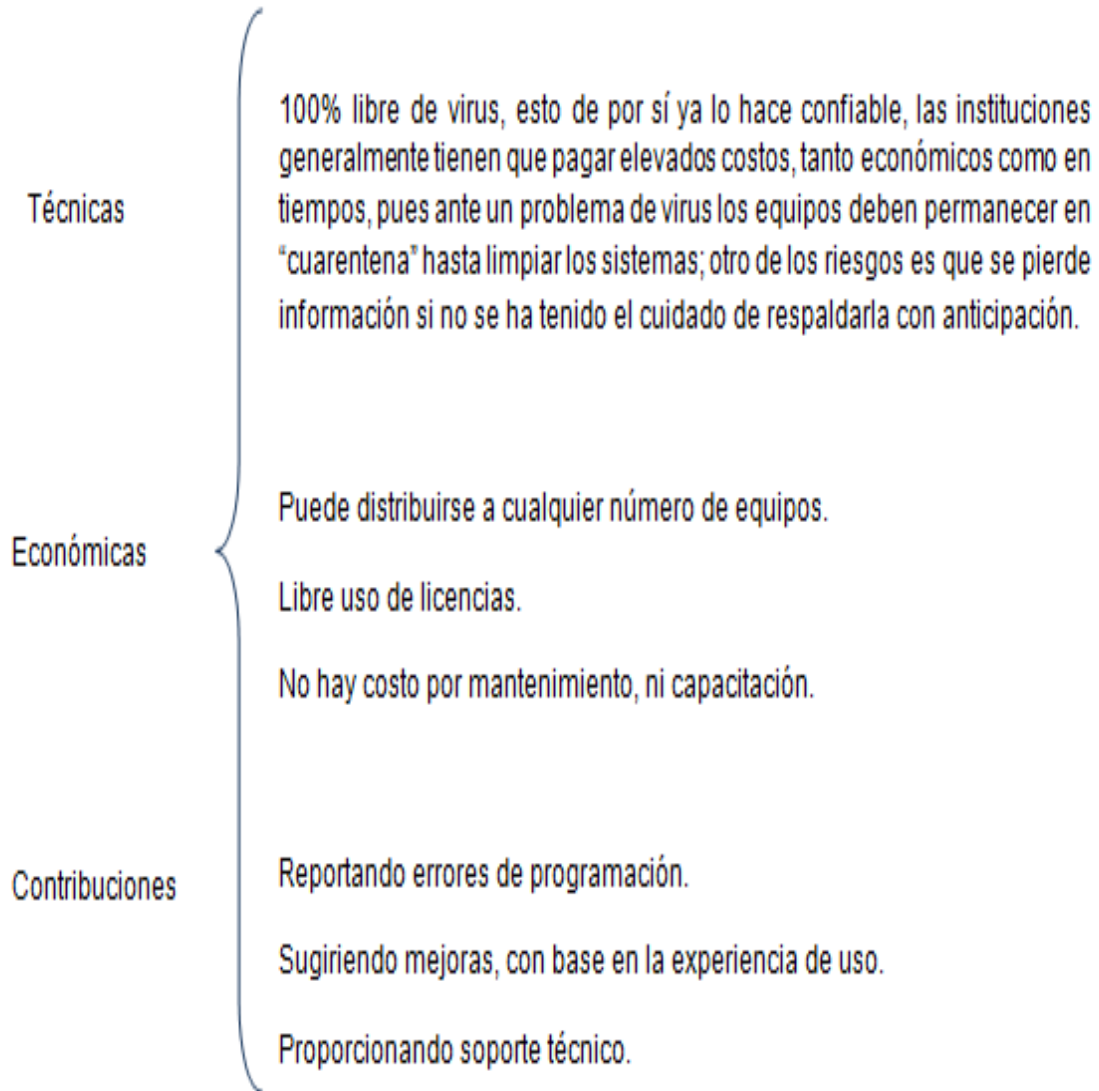 Técnicas
100% libre de virus, esto de por sí ya lo hace confiable, las instituciones
generalmente tienen que pagar elevados costos, tanto económicos como en
tiempos, pues ante un problema de virus los equipos deben permanecer en
“cuarentena” hasta limpiar los sistemas; otro de los riesgos es que se pierde
información si no se ha tenido el cuidado de respaldarla con anticipación.
Económicas
Puede distribuirse a cualquier número de equipos.
Libre uso de licencias.
No hay costo por mantenimiento, ni capacitación.
Contribuciones
Reportando errores de programación.
Sugiriendo mejoras, con base en la experiencia de uso.
Proporcionando soporte técnico.